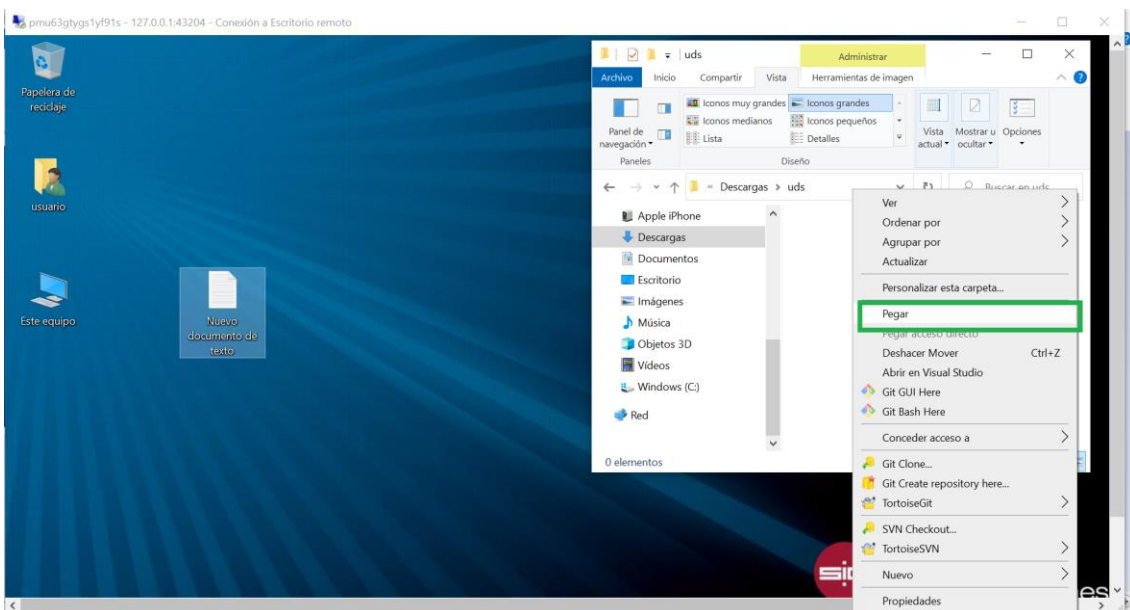 pmu63gtygs1yf91s - 127.0.0.1:43204 - Conexión a Escritorio remoto
Papelera de
reciclaje
usuario
Este equipo
Nuevo
documento de
texto
uds
Administrar
Archivo
Inicio
Compartir
Vista
Herramientas de imagen
Panel de
navegación
Iconos muy grandes
Iconos grandes
Iconos medianos
Iconos pequeños
Lista
Detalles
Vista
actual
Mostrar u
ocultar
Opciones
Paneles
Diseño
Descargas > uds
Buscar en uds
Apple iPhone
Descargas
Documentos
Escritorio
Imágenes
Música
Objetos 3D
Vídeos
Windows (C:)
Red
0 elementos
Ver
Ordenar por
Agrupar por
Actualizar
Personalizar esta carpeta...
Pegar
Pegar acceso directo
Deshacer Mover Ctrl+Z
Abrir en Visual Studio
Git GUI Here
Git Bash Here
Conceder acceso a
Git Clone...
Git Create repository here...
TortoiseGit
SVN Checkout...
TortoiseSVN
Nuevo
Propiedades